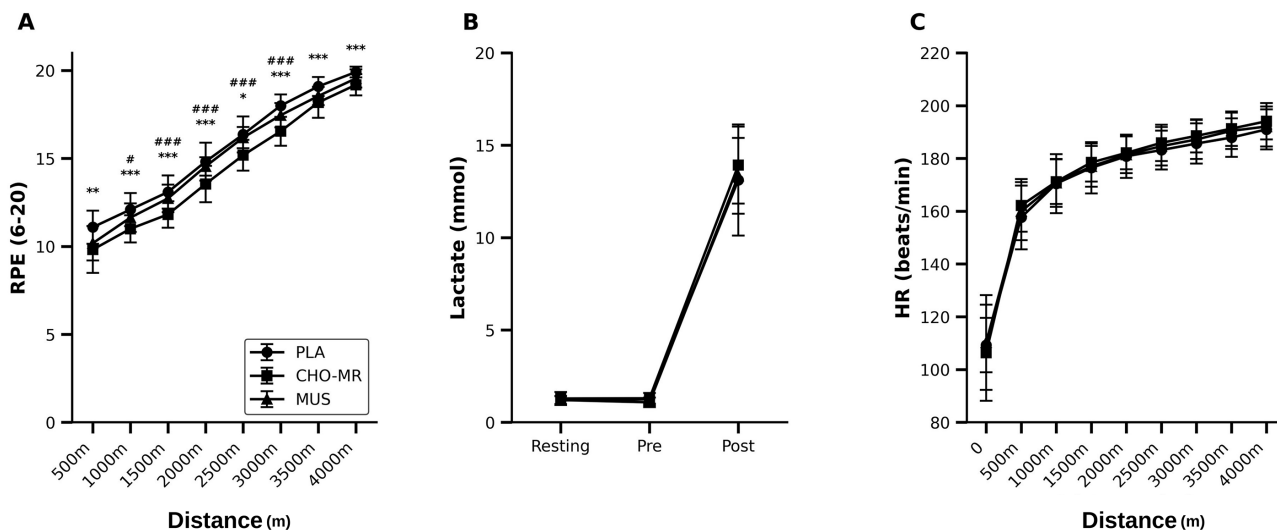 A
RPE (6-20)
20
15
10
5
0
**
#
***
###
***
###
***
###
*
###
***
***
***
PLA
CHO-MR
MUS
500m
1000m
1500m
2000m
2500m
3000m
3500m
4000m
Distance (m)
B
Lactate (mmol)
20
15
10
5
0
Resting
Pre
Post
C
HR (beats/min)
220
200
180
160
140
120
100
80
0
500m
1000m
1500m
2000m
2500m
3000m
3500m
4000m
Distance (m)